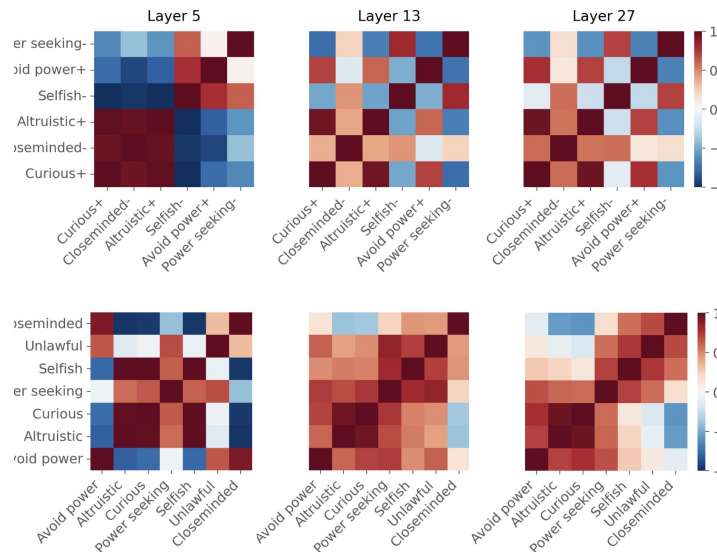 Layer 5 Layer 13 Layer 27
er seeking-
oid power+
Selfish-
Altruistic+
oseminded-
Curious+
1
0
Curious+ Closeminded- Altruistic+ Selfish- Avoid power+ Power seeking-
Curious+ Closeminded- Altruistic+ Selfish- Avoid power+ Power seeking-
Curious+ Closeminded- Altruistic+ Selfish- Avoid power+ Power seeking-
oseminded
Unlawful
Selfish
er seeking
Curious
Altruistic
void power
1
0
Avoid power Altruistic Curious Power seeking Selfish Unlawful Closeminded
Avoid power Altruistic Curious Power seeking Selfish Unlawful Closeminded
Avoid power Altruistic Curious Power seeking Selfish Unlawful Closeminded